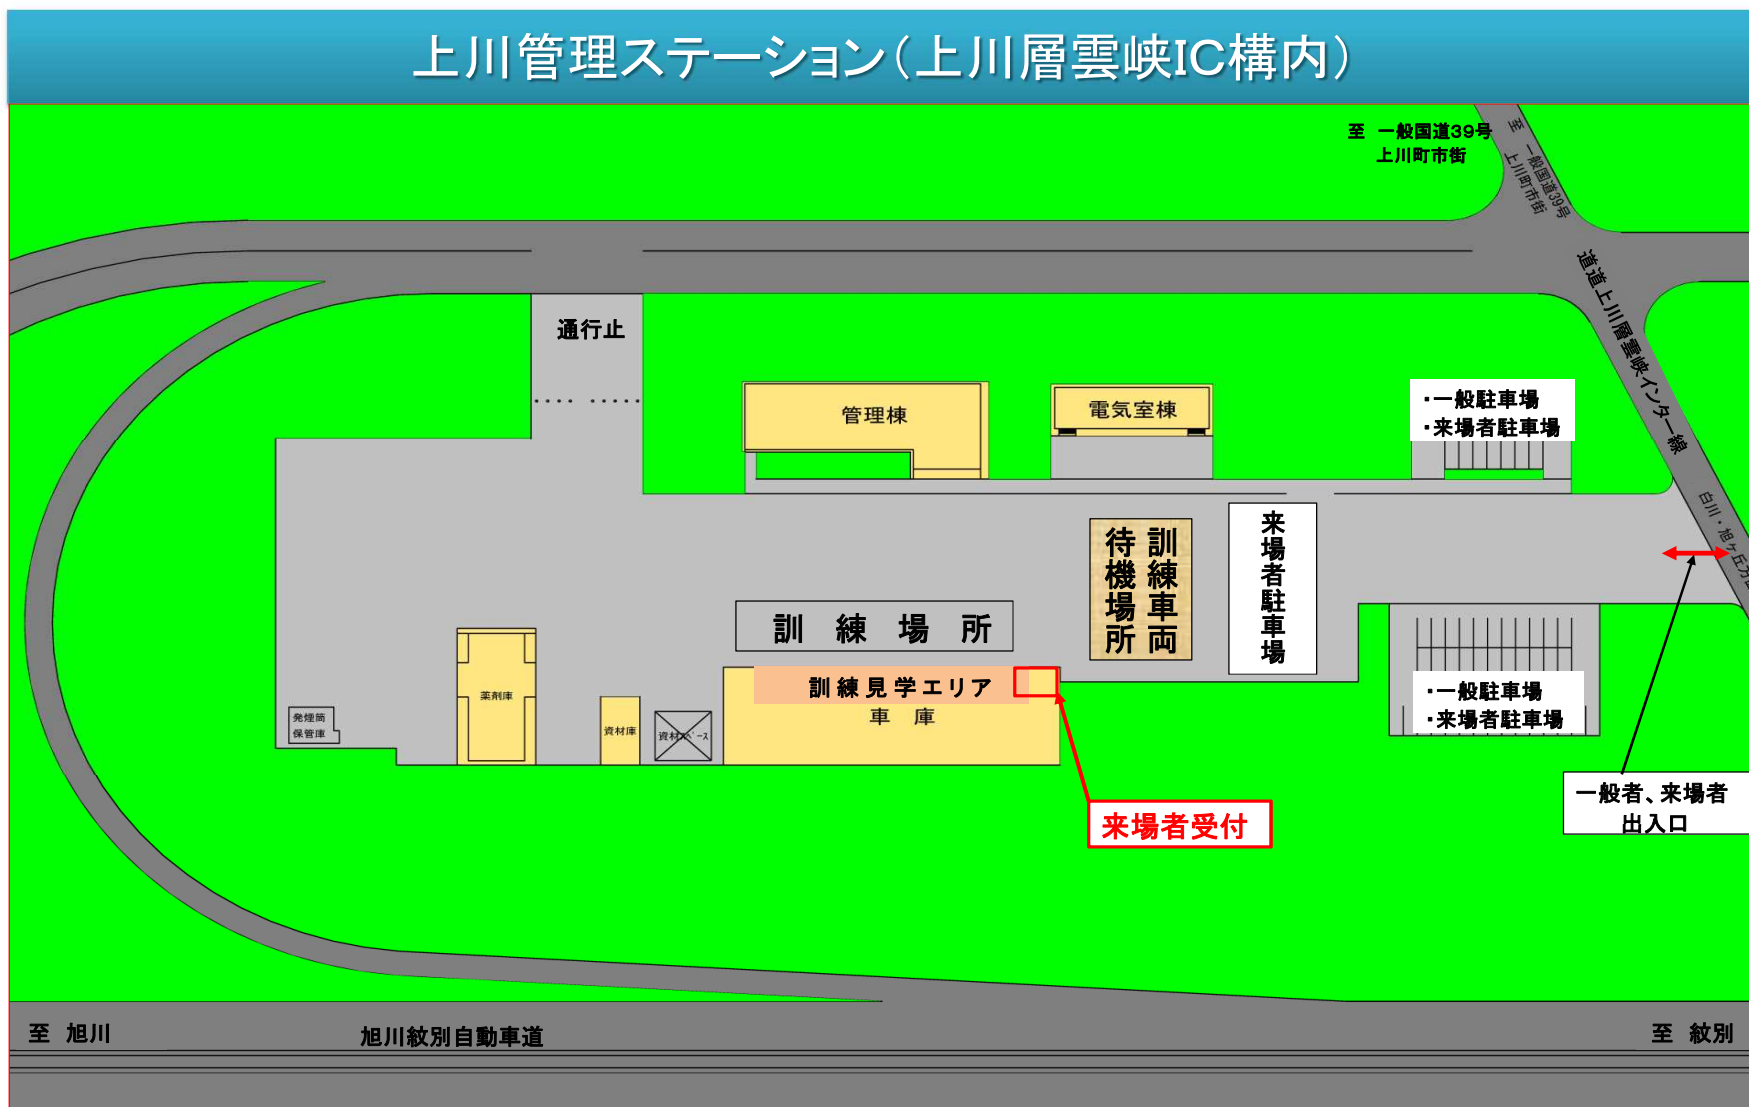 上川管理ステーション（上川層雲峡IC構内）
至　一般国道39号
上川町市街
至　一般国道39号
上川町市街
道道上川層雲峡インター線
通行止
管理棟
電気室棟
・一般駐車場
・来場者駐車場
白川・旭ヶ丘方
訓練車両
待機場所
来場者駐車場
訓　練　場　所
訓練見学エリア
車　庫
薬剤庫
発煙筒
保管庫
資材庫
資材スペース
・一般駐車場
・来場者駐車場
一般者、来場者
出入口
来場者受付
至　旭川
旭川紋別自動車道
至　紋別